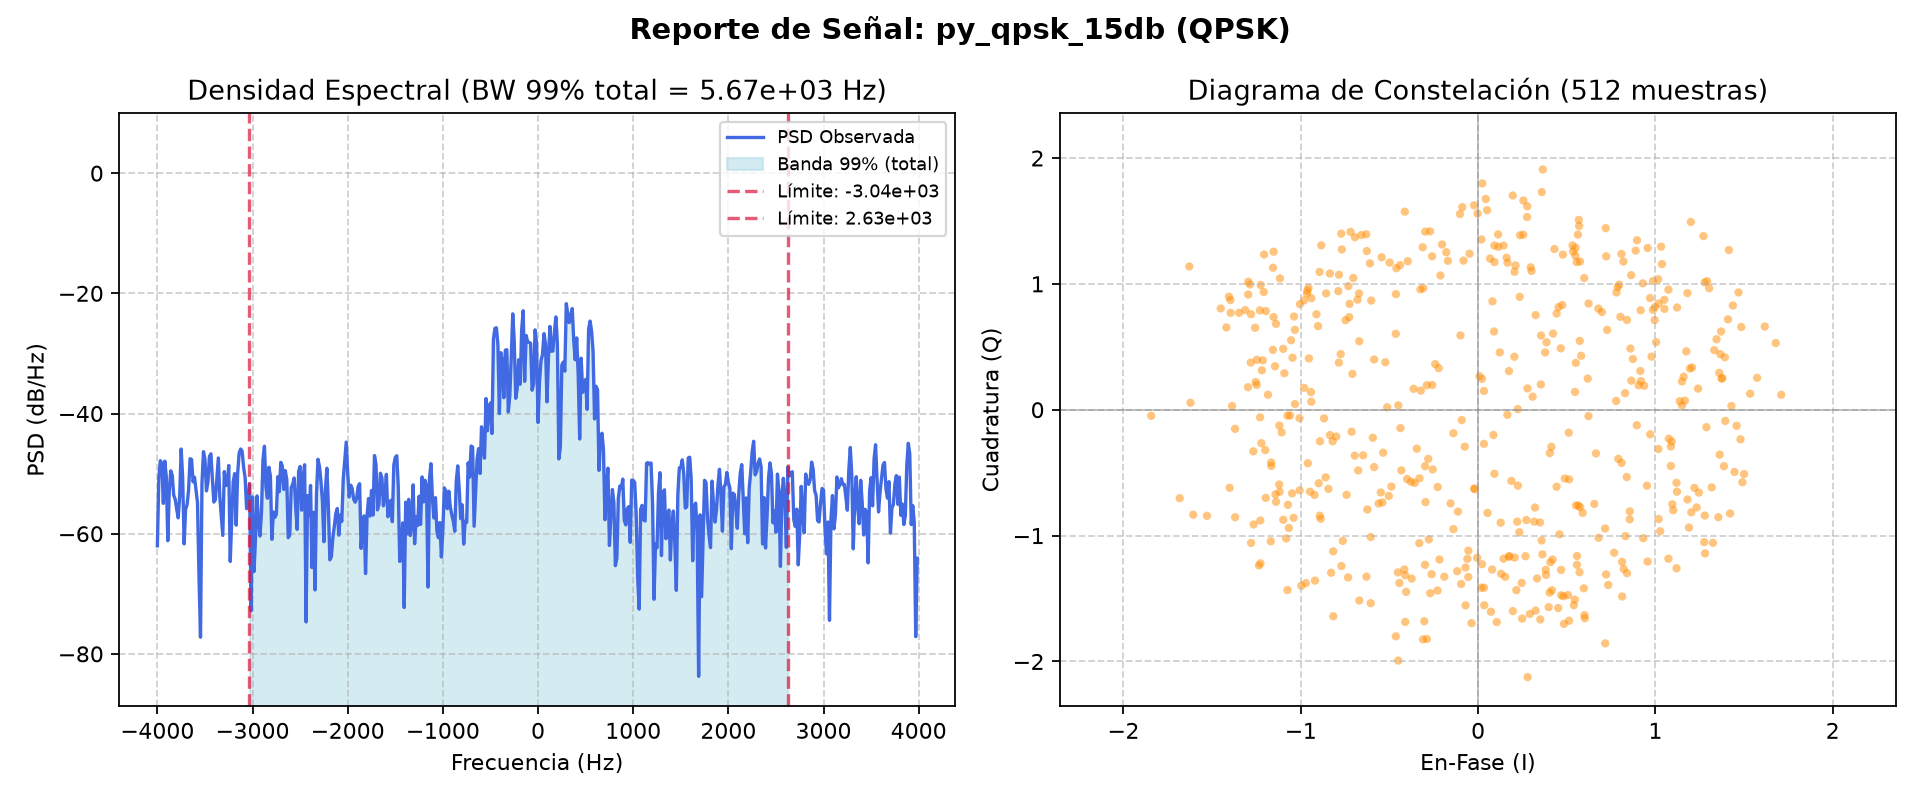 Reporte de Señal: py_qpsk_15db (QPSK)
Densidad Espectral (BW 99% total = 5.67e+03 Hz)
PSD Observada
Banda 99% (total)
Límite: -3.04e+03
Límite: 2.63e+03
PSD (dB/Hz)
0
−20
−40
−60
−80
−4000 −3000 −2000 −1000 0 1000 2000 3000 4000
Frecuencia (Hz)
Diagrama de Constelación (512 muestras)
Cuadratura (Q)
2
1
0
−1
−2
−2 −1 0 1 2
En-Fase (I)